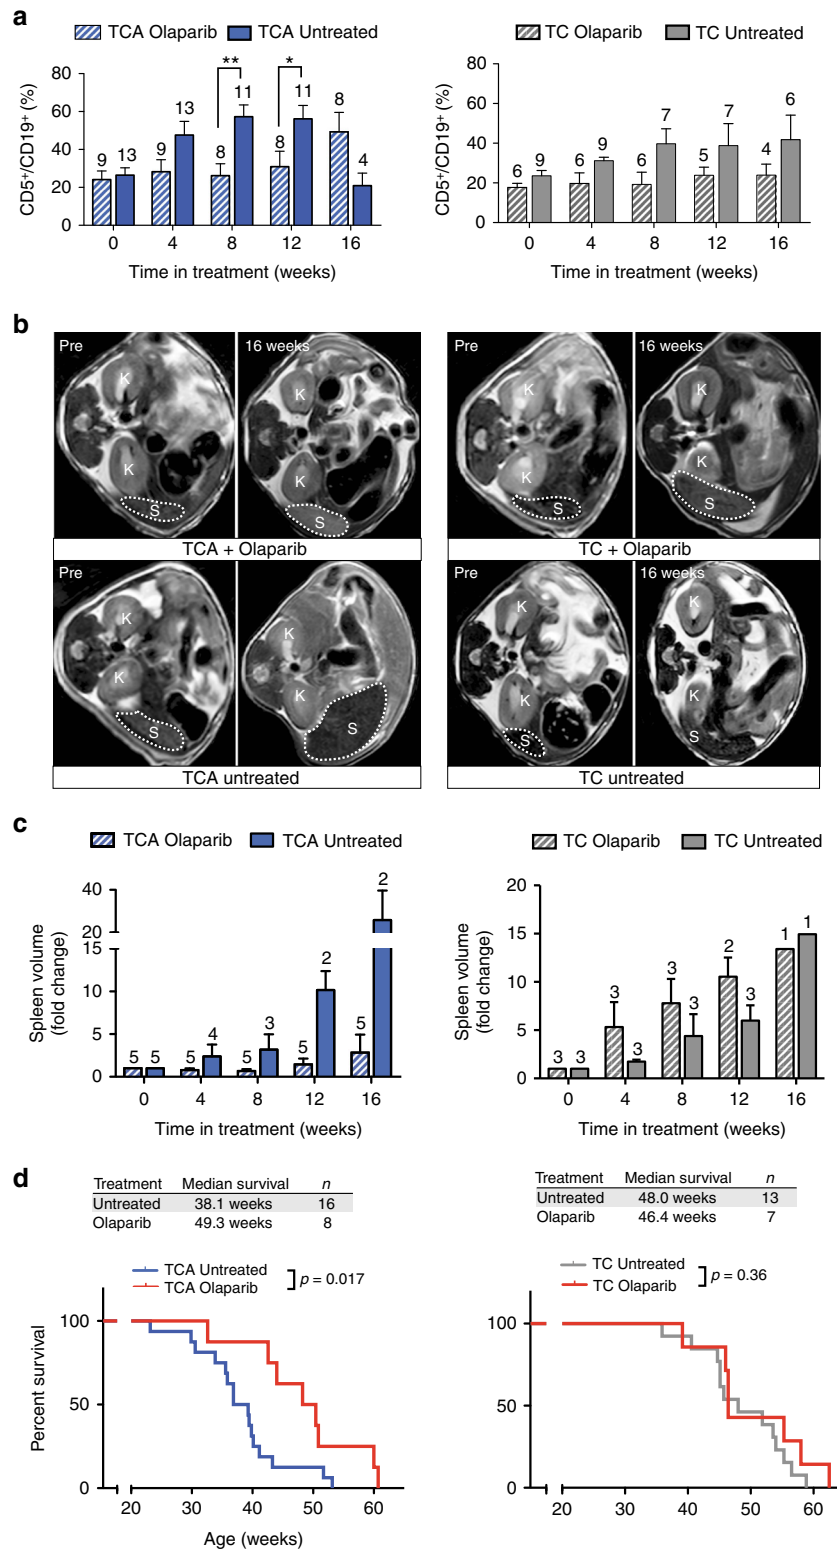 a
TCA Olaparib TCA Untreated
CD5+/CD19+ (%)
80
60
40
20
0
9 13 9 13 8 11 8 11 8 4
** *
0 4 8 12 16
Time in treatment (weeks)
TC Olaparib TC Untreated
CD5+/CD19+ (%)
80
60
40
20
0
6 9 6 9 6 7 5 7 4 6
0 4 8 12 16
Time in treatment (weeks)
b
Pre 16 weeks
K K
K K
S S
TCA + Olaparib
Pre 16 weeks
K K
K K
S S
TC + Olaparib
Pre
K K
K K
S S
TCA untreated
Pre 16 weeks
K K
K K
S S
TC untreated
c
TCA Olaparib TCA Untreated
Spleen volume
(fold change)
40
20
15
10
5
0
5 5 5 4 5 3 5 2 5 2
0 4 8 12 16
Time in treatment (weeks)
TC Olaparib TC Untreated
Spleen volume
(fold change)
20
15
10
5
0
3 3 3 3 3 3 2 3 1 1
0 4 8 12 16
Time in treatment (weeks)
d
Treatment Median survival n
Untreated 38.1 weeks 16
Olaparib 49.3 weeks 8
TCA Untreated
TCA Olaparib
p = 0.017
Percent survival
100
50
0
20 30 40 50 60
Age (weeks)
Treatment Median survival n
Untreated 48.0 weeks 13
Olaparib 46.4 weeks 7
TC Untreated
TC Olaparib
p = 0.36
100
50
0
20 30 40 50 60